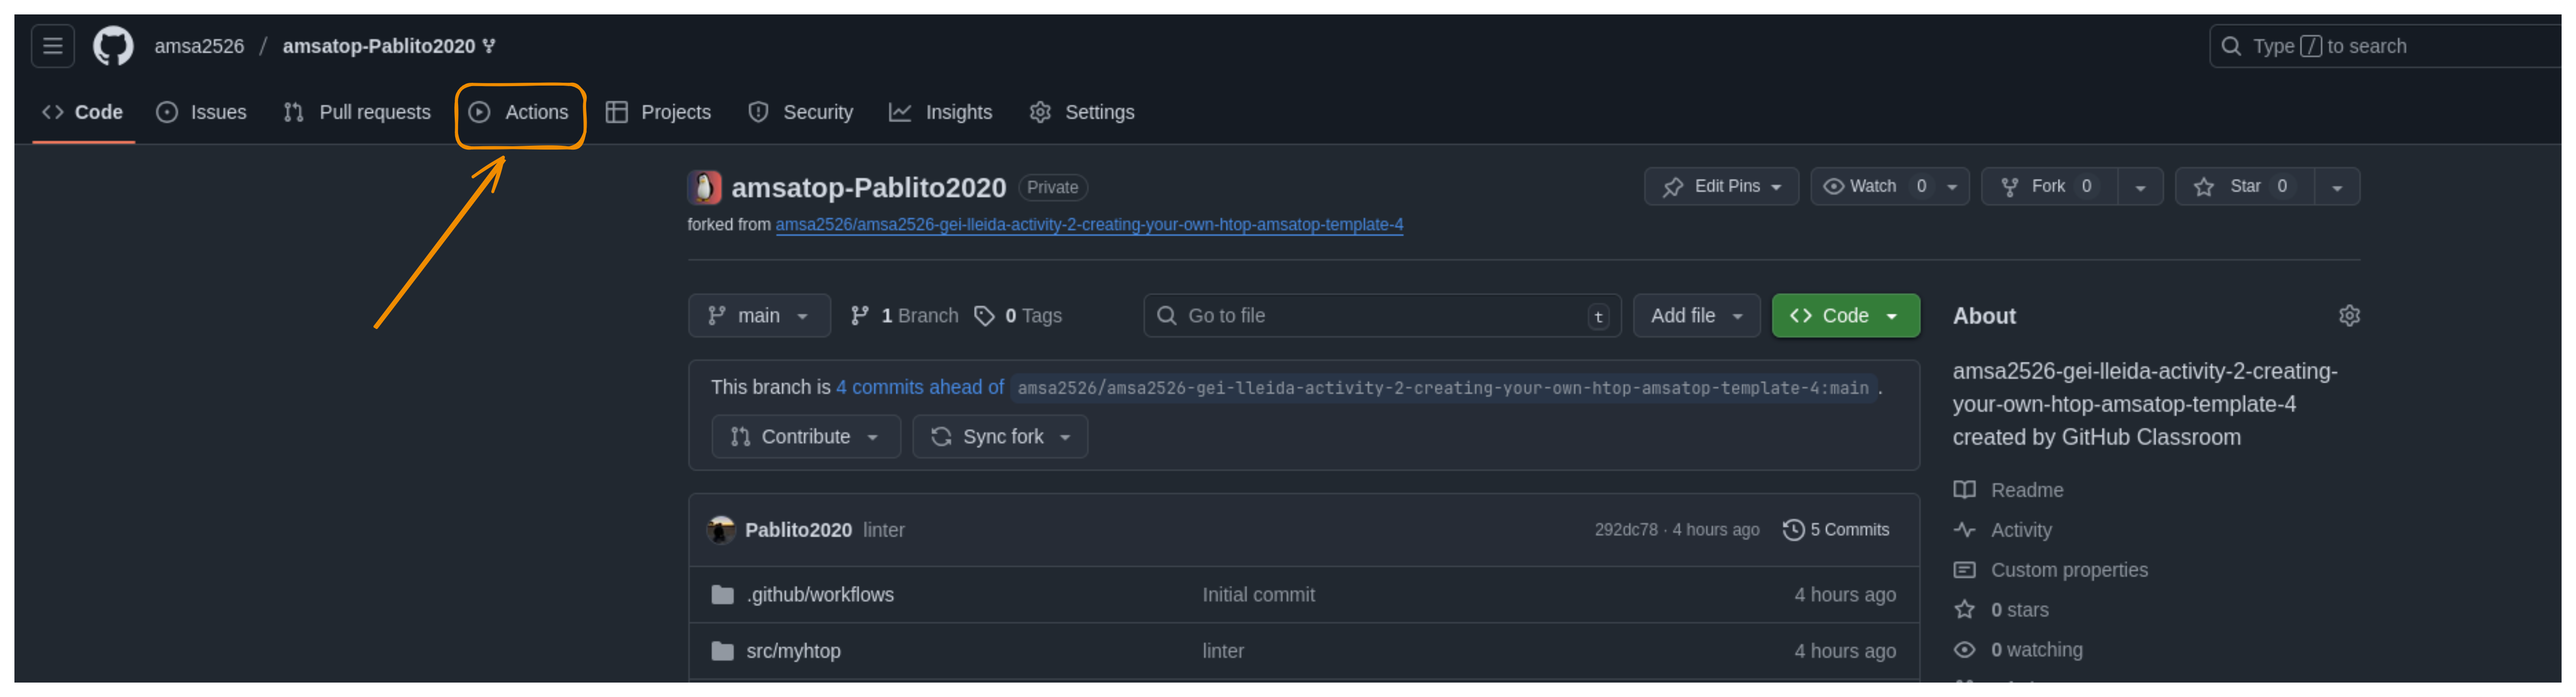 amsa2526 / amsatop-Pablito2020
Type / to search
Code Issues Pull requests Actions Projects Security Insights Settings
amsatop-Pablito2020 Private
Edit Pins Watch 0 Fork 0 Star 0
forked from amsa2526/amsa2526-gei-lleida-activity-2-creating-your-own-htop-amsatop-template-4
main 1 Branch 0 Tags Go to file t Add file Code
This branch is 4 commits ahead of amsa2526/amsa2526-gei-lleida-activity-2-creating-your-own-htop-amsatop-template-4:main .
Contribute Sync fork
Pablito2020 linter 292dc78 · 4 hours ago 5 Commits
.github/workflows Initial commit 4 hours ago
src/myhtop linter 4 hours ago
About
amsa2526-gei-lleida-activity-2-creating-
your-own-htop-amsatop-template-4
created by GitHub Classroom
Readme
Activity
Custom properties
0 stars
0 watching